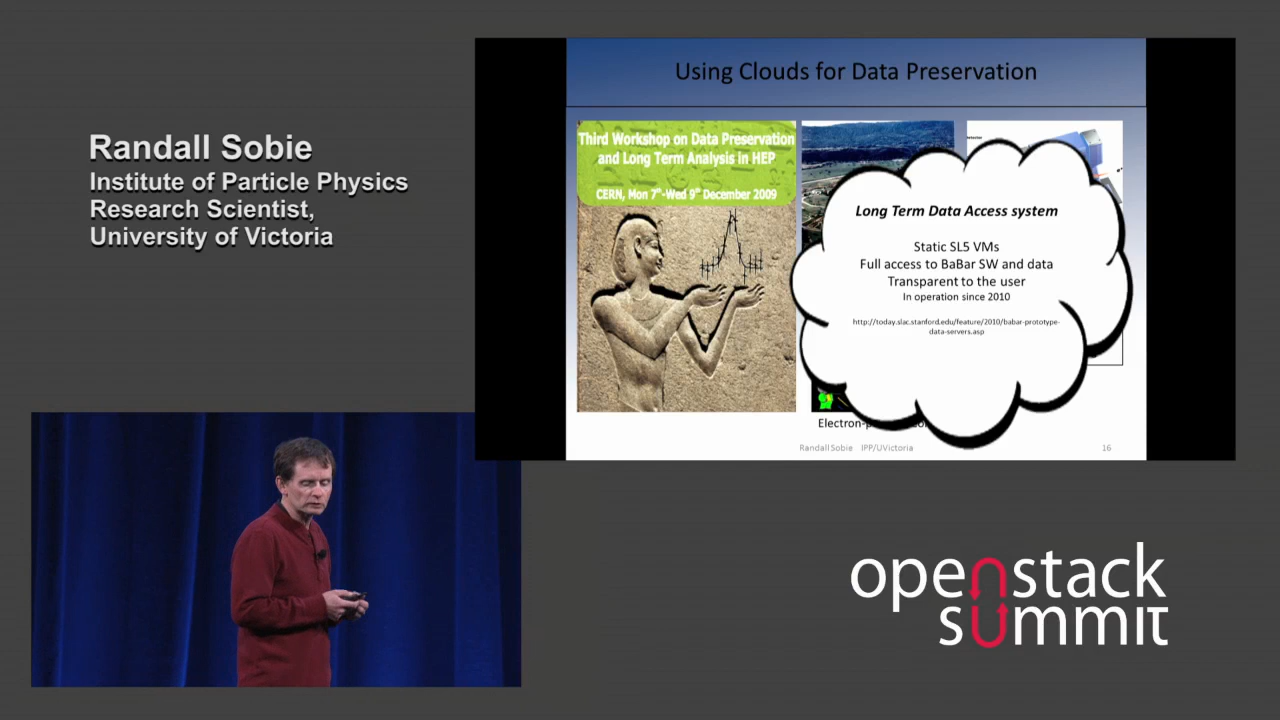 Randall Sobie
Institute of Particle Physics
Research Scientist,
University of Victoria
Using Clouds for Data Preservation
Third Workshop on Data Preservation
and Long Term Analysis in HEP
CERN, Mon 7th-Wed 9th December 2009
Long Term Data Access system
Static SL5 VMs
Full access to BaBar SW and data
Transparent to the user
In operation since 2010
http://today.slac.stanford.edu/feature/2010/babar-prototype-
data-servers.asp
Randall Sobie IPP/UVictoria
16
openstack
summit